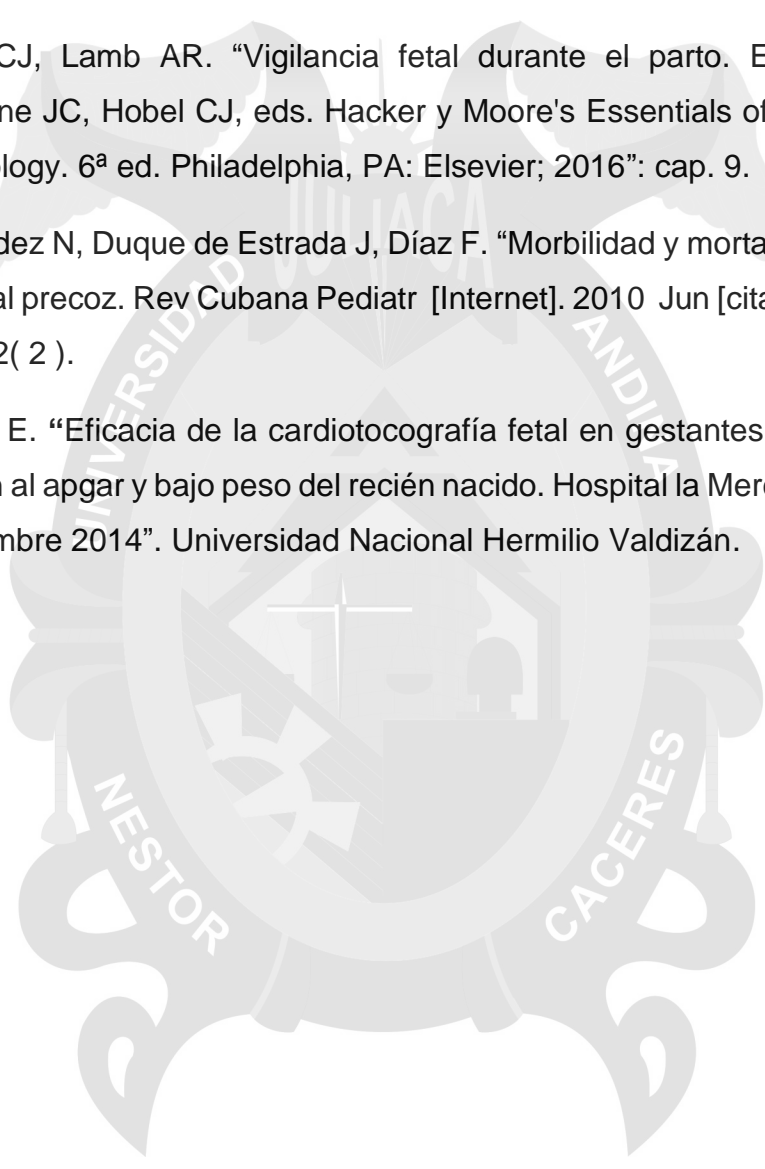 CJ, Lamb AR. “Vigilancia fetal durante el parto. E
ne JC, Hobel CJ, eds. Hacker y Moore's Essentials of
ology. 6ª ed. Philadelphia, PA: Elsevier; 2016”: cap. 9.
dez N, Duque de Estrada J, Díaz F. “Morbilidad y morta
al precoz. Rev Cubana Pediatr [Internet]. 2010 Jun [cita
2( 2 ).
E. “Eficacia de la cardiotocografía fetal en gestantes
n al apgar y bajo peso del recién nacido. Hospital la Merc
mbre 2014”. Universidad Nacional Hermilio Valdizán.
JULIACA
UNIVERSIDAD
ANDINA
NESTOR
CACERES